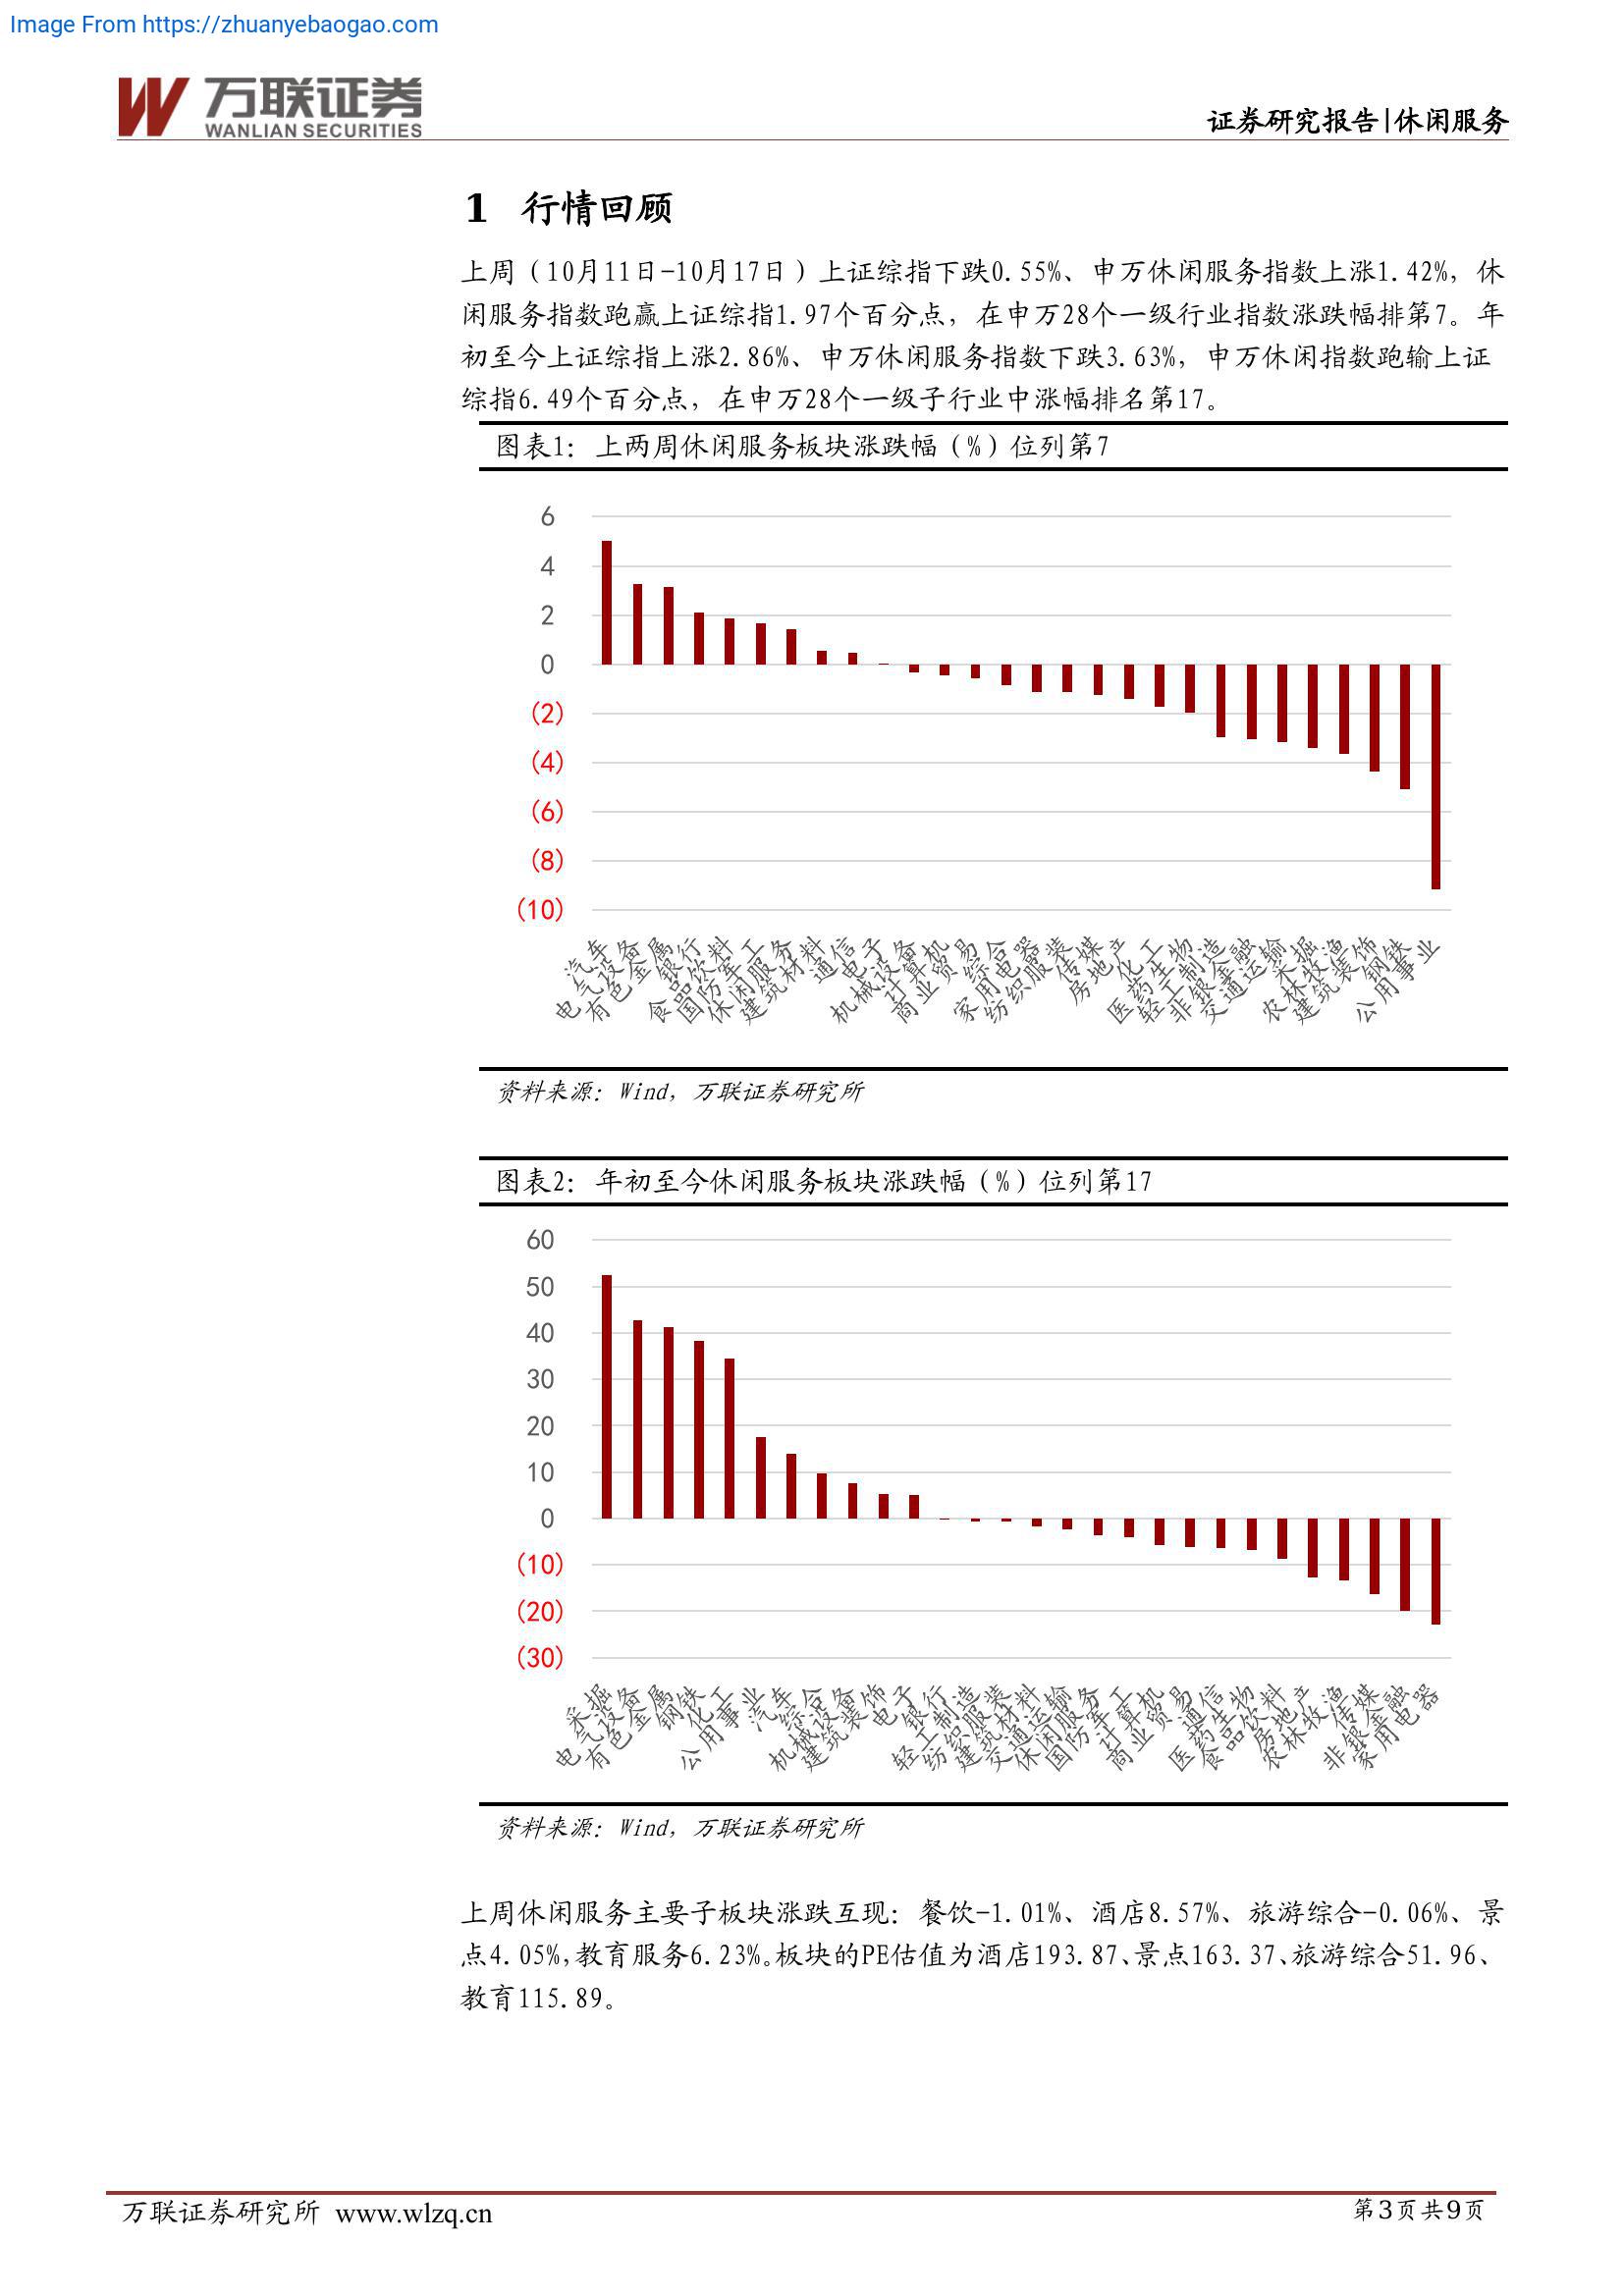 Image From https://zhuanyebaogao.com
万联证券
WANLIAN SECURITIES
证券研究报告|休闲服务
1 行情回顾
上周（10月11日-10月17日）上证综指下跌0.55%、申万休闲服务指数上涨1.42%，休
闲服务指数跑赢上证综指1.97个百分点，在申万28个一级行业指数涨跌幅排第7。年
初至今上证综指上涨2.86%、申万休闲服务指数下跌3.63%，申万休闲指数跑输上证
综指6.49个百分点，在申万28个一级子行业中涨幅排名第17。
图表1：上两周休闲服务板块涨跌幅（%）位列第7
6
4
2
0
(2)
(4)
(6)
(8)
(10)
汽车
电气设备
有色金属
银行
食品饮料
国防军工
休闲服务
建筑材料
通信
电子
机械设备
计算机
商业贸易
综合
家用电器
纺织服装
传媒
房地产
化工
医药生物
轻工制造
非银金融
交通运输
采掘
农林牧渔
建筑装饰
钢铁
公用事业
资料来源：Wind，万联证券研究所
图表2：年初至今休闲服务板块涨跌幅（%）位列第17
60
50
40
30
20
10
0
(10)
(20)
(30)
采掘
电气设备
有色金属
钢铁
化工
公用事业
汽车
综合
机械设备
建筑装饰
电子
银行
轻工制造
纺织服装
建筑材料
交通运输
休闲服务
国防军工
计算机
商业贸易
通信
医药生物
食品饮料
房地产
农林牧渔
传媒
非银金融
家用电器
资料来源：Wind，万联证券研究所
上周休闲服务主要子板块涨跌互现：餐饮-1.01%、酒店8.57%、旅游综合-0.06%、景
点4.05%,教育服务6.23%。板块的PE估值为酒店193.87、景点163.37、旅游综合51.96、
教育115.89。
万联证券研究所 www.wlzq.cn
第3页共9页